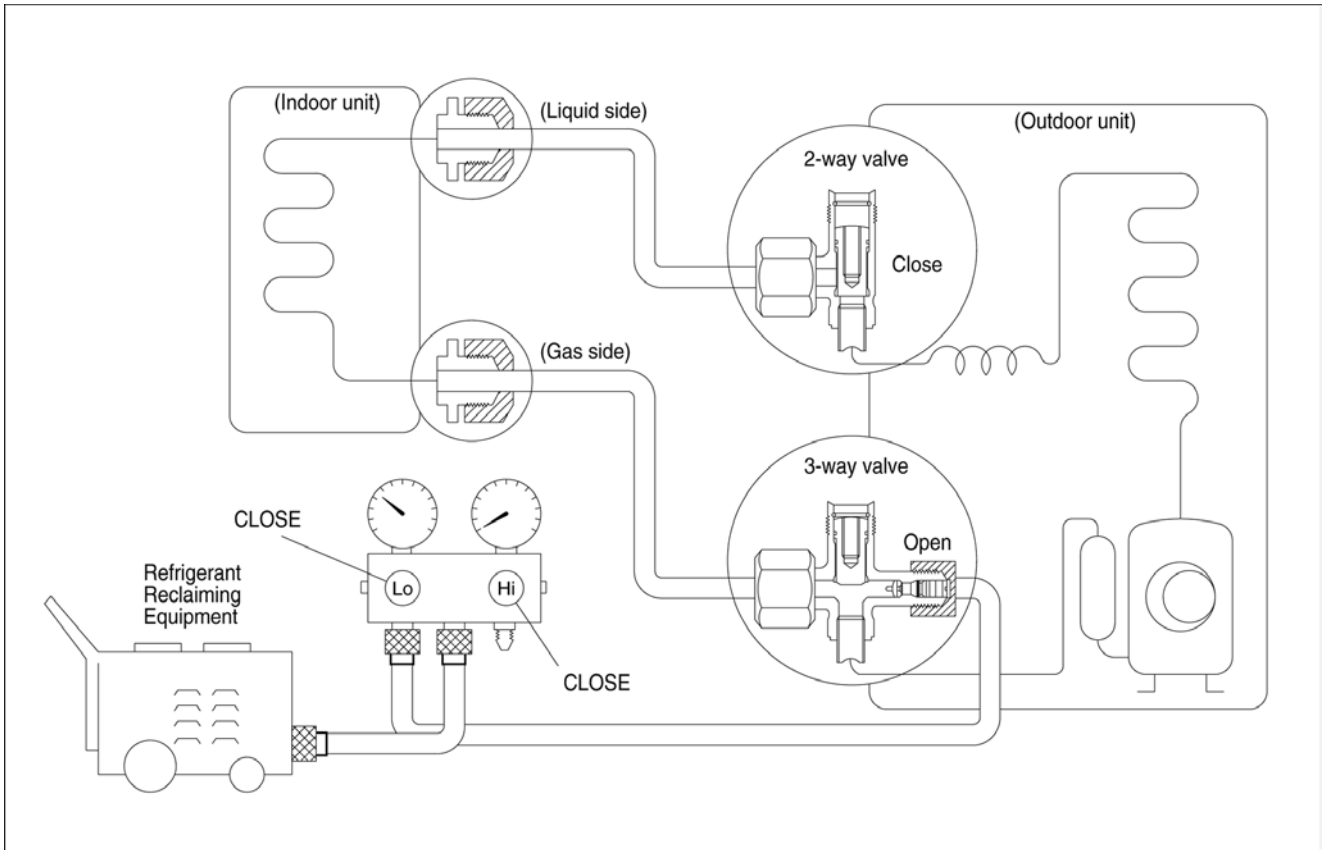 (Indoor unit)
(Liquid side)
(Outdoor unit)
2-way valve
Close
(Gas side)
3-way valve
Open
CLOSE
Lo
Hi
Refrigerant
Reclaiming
Equipment
CLOSE